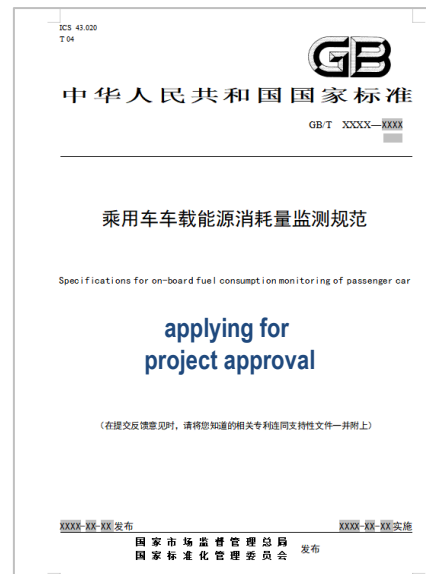 ICS 43.020
T 04
GB
中华人民共和国国家标准
GB/T XXXX—XXXX
乘用车车载能源消耗量监测规范
Specifications for on-board fuel consumption monitoring of passenger car
applying for
project approval
（在提交反馈意见时，请将您知道的相关专利连同支持性文件一并附上）
XXXX-XX-XX发布
XXXX-XX-XX实施
国家市场监督管理总局
国家标准化管理委员会
发布